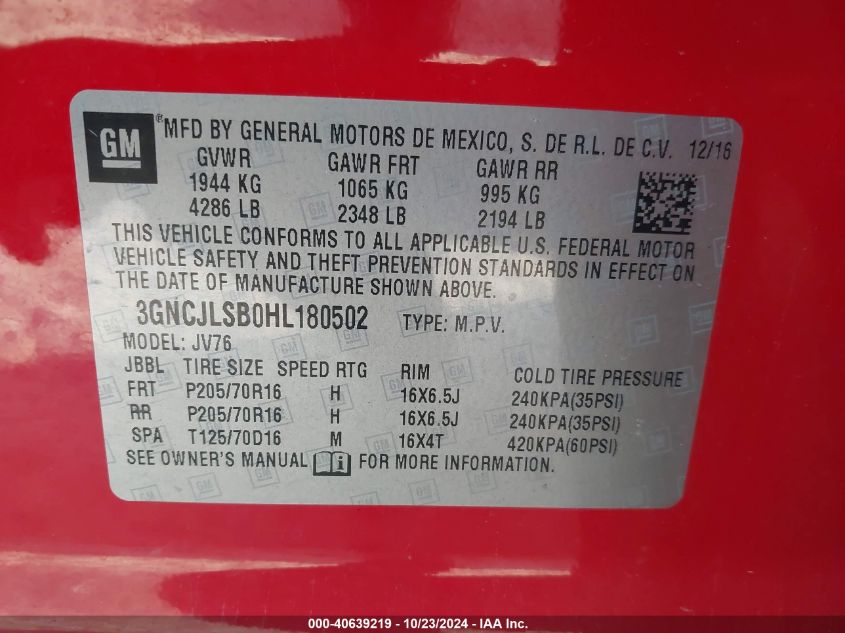 GM ® MFD BY GENERAL MOTORS DE MEXICO, S. DE R.L. DE C.V. 12/16
GVWR GAWR FRT GAWR RR
1944 KG 1065 KG 995 KG
4286 LB 2348 LB 2194 LB
THIS VEHICLE CONFORMS TO ALL APPLICABLE U.S. FEDERAL MOTOR
VEHICLE SAFETY AND THEFT PREVENTION STANDARDS IN EFFECT ON
THE DATE OF MANUFACTURE SHOWN ABOVE.
3GNCJLSB0HL180502 TYPE: M.P.V.
MODEL: JV76
JBBL TIRE SIZE SPEED RTG RIM COLD TIRE PRESSURE
FRT P205/70R16 H 16X6.5J 240KPA(35PSI)
RR P205/70R16 H 16X6.5J 240KPA(35PSI)
SPA T125/70D16 M 16X4T 420KPA(60PSI)
SEE OWNER'S MANUAL FOR MORE INFORMATION.
000-40639219 - 10/23/2024 - IAA Inc.